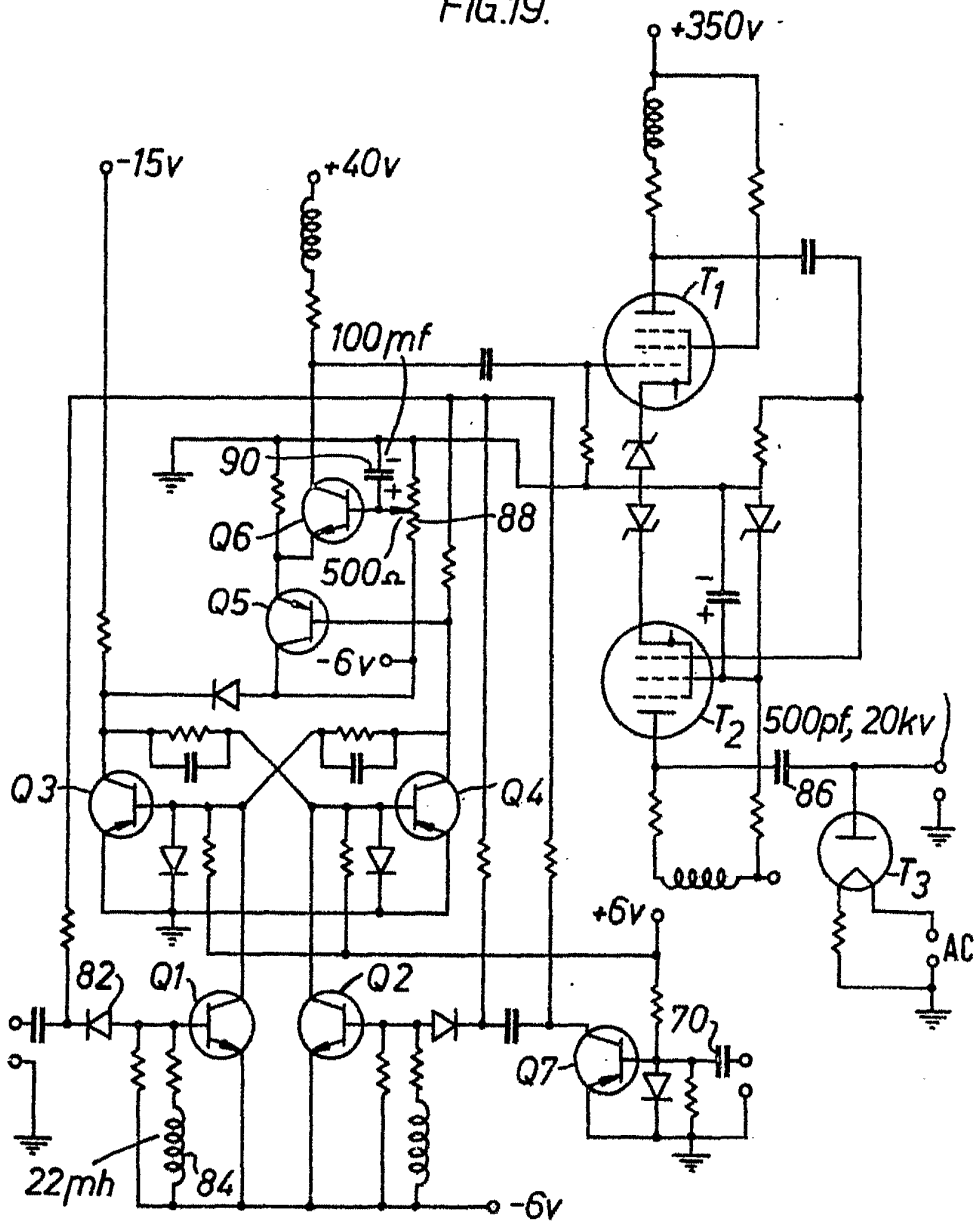 FIG.19.
+350v
-15v
+40v
T1
100mf
90
-
+
88
Q6
500Ω
Q5
-6v
-
+
T2
500pf, 20kv
86
Q3
Q4
T3
+6v
AC
82
Q1
Q2
70
Q7
22mh
84
-6v